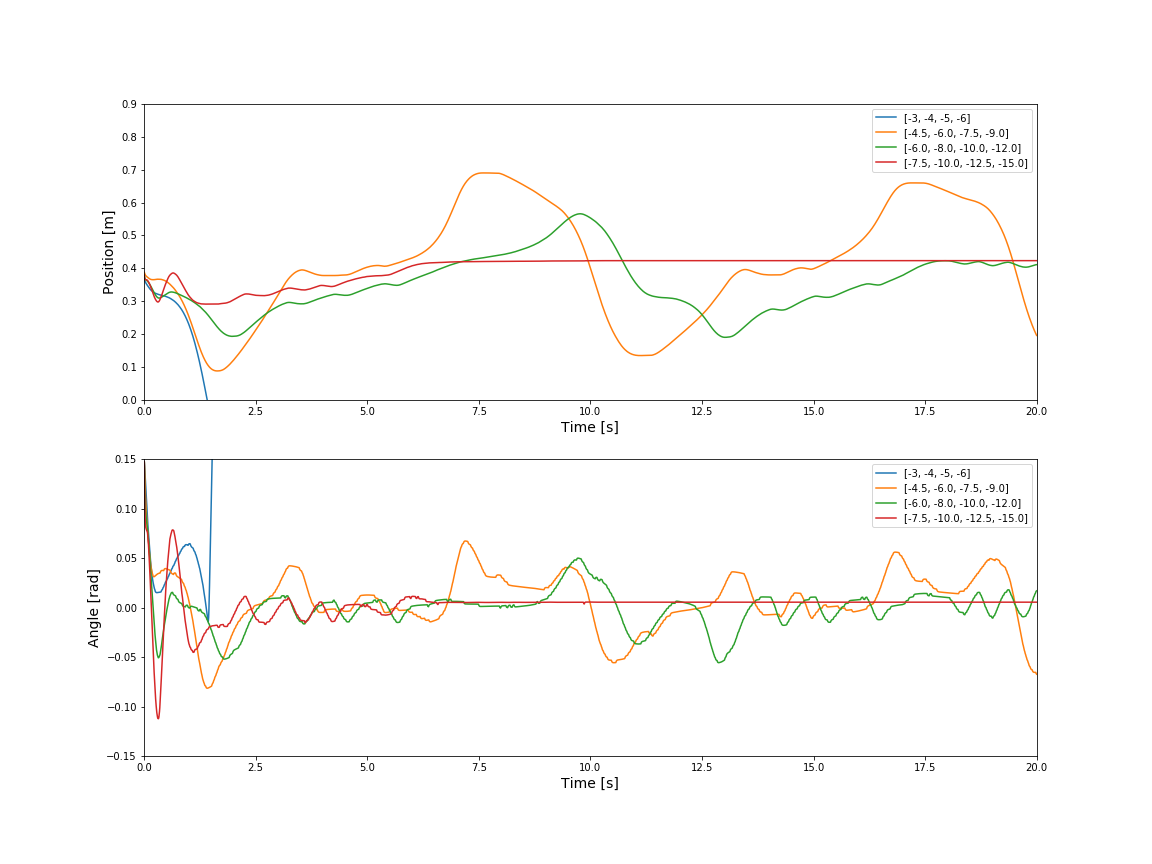 0.9
0.8
0.7
0.6
0.5
0.4
0.3
0.2
0.1
0.0
Position [m]
[-3, -4, -5, -6]
[-4.5, -6.0, -7.5, -9.0]
[-6.0, -8.0, -10.0, -12.0]
[-7.5, -10.0, -12.5, -15.0]
0.0 2.5 5.0 7.5 10.0 12.5 15.0 17.5 20.0
Time [s]
0.15
0.10
0.05
0.00
−0.05
−0.10
−0.15
Angle [rad]
[-3, -4, -5, -6]
[-4.5, -6.0, -7.5, -9.0]
[-6.0, -8.0, -10.0, -12.0]
[-7.5, -10.0, -12.5, -15.0]
0.0 2.5 5.0 7.5 10.0 12.5 15.0 17.5 20.0
Time [s]